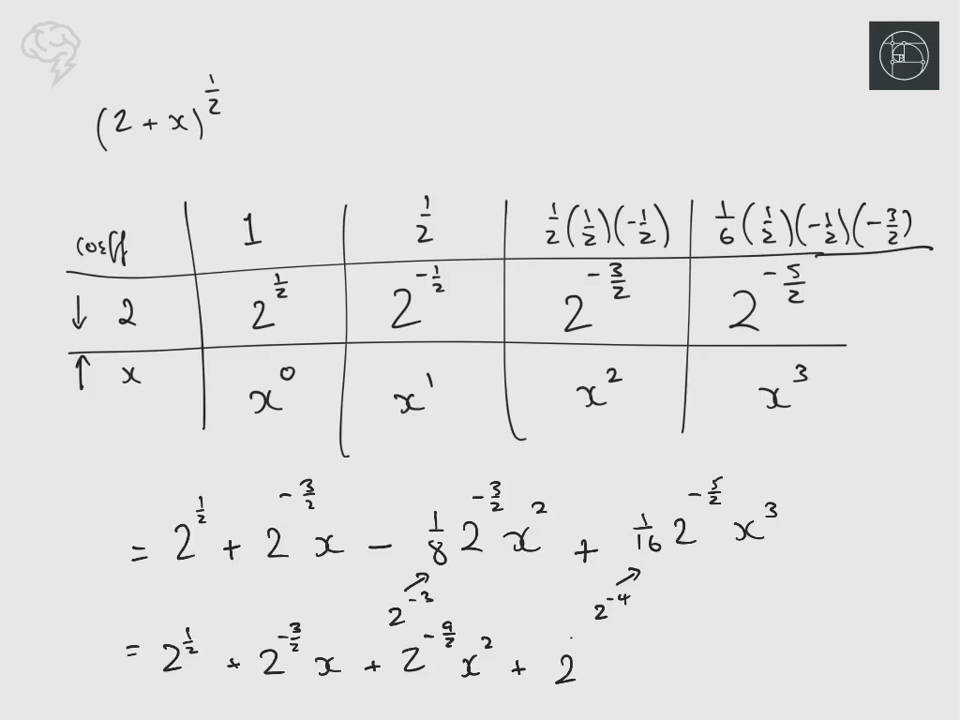 (2 + x)^{1/2}
coeff | 1 | 1/2 | 1/2(1/2)(-1/2) | 1/6(1/2)(-1/2)(-3/2)
↓ 2 | 2^{1/2} | 2^{-1/2} | 2^{-3/2} | 2^{-5/2}
↑ x | x^0 | x^1 | x^2 | x^3
= 2^{1/2} + 2^{-3/2} x - 1/8 2^{-3/2} x^2 + 1/16 2^{-5/2} x^3
2^{-3} ↗ 2^{-4} ↗
= 2^{1/2} + 2^{-3/2} x + 2^{-9/2} x^2 + 2